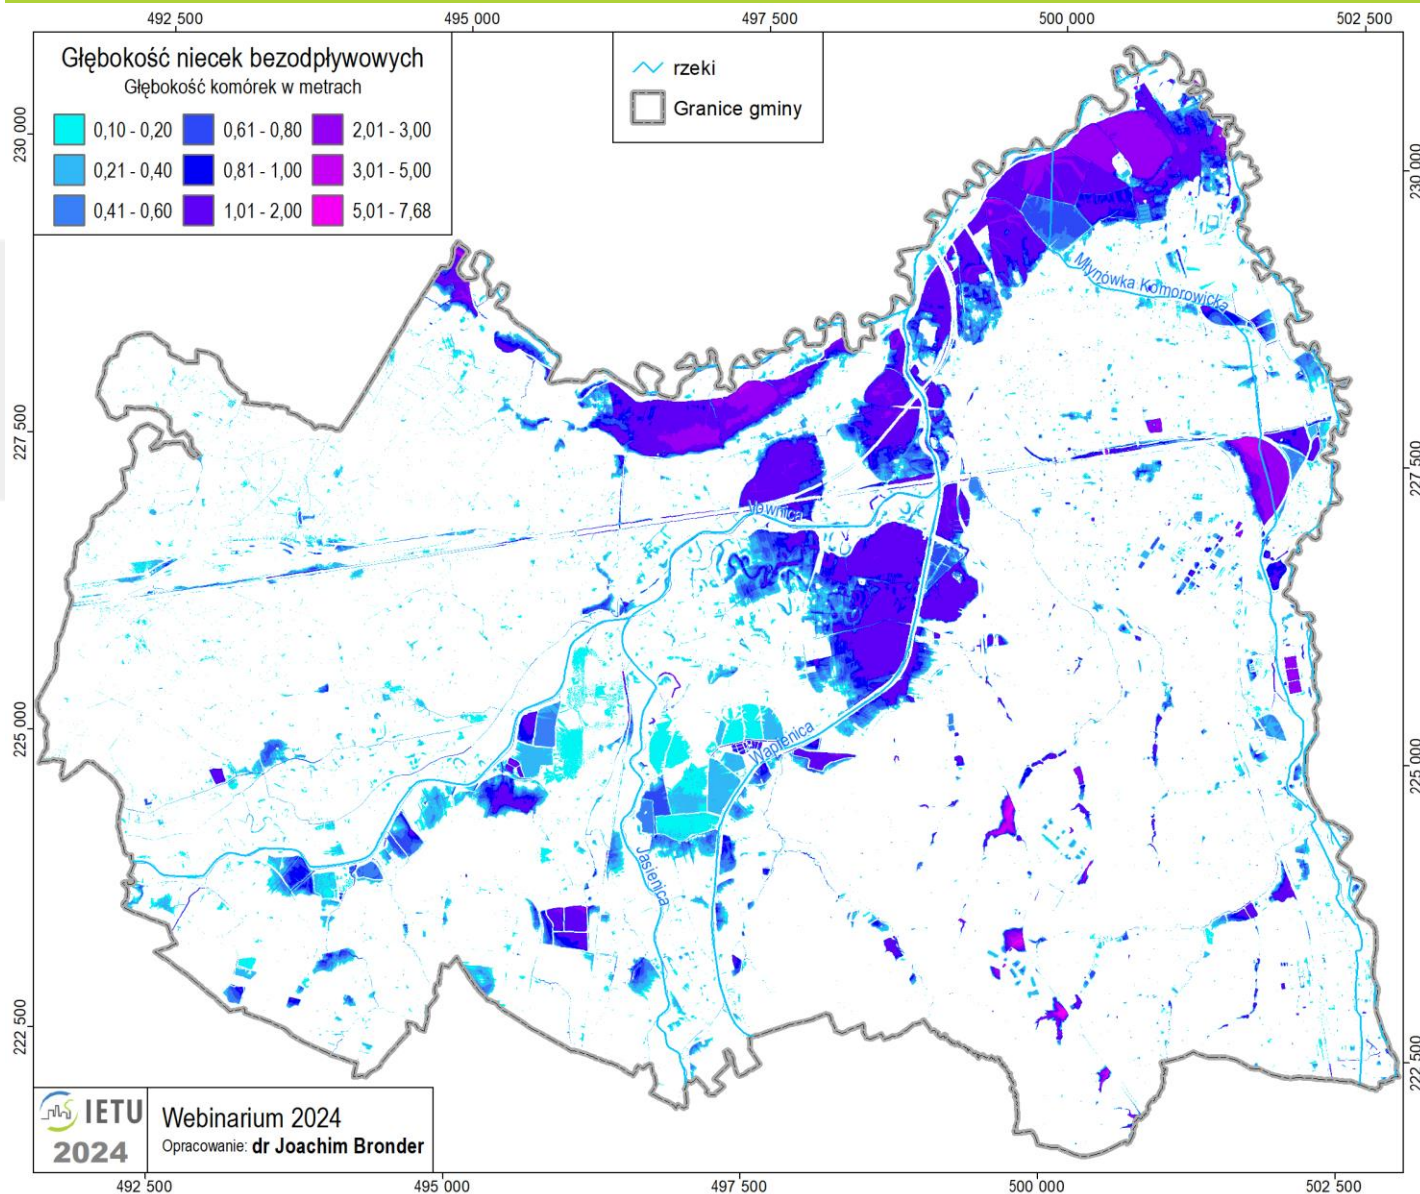 492 500 495 000 497 500 500 000 502 500
Głębokość niecek bezodpływowych
Głębokość komórek w metrach
0,10 - 0,20 0,61 - 0,80 2,01 - 3,00
0,21 - 0,40 0,81 - 1,00 3,01 - 5,00
0,41 - 0,60 1,01 - 2,00 5,01 - 7,68
rzeki
Granice gminy
230 000
230 000
Młynówka Komorowicka
227 500
227 500
Iłownica
225 000
225 000
Wapienica
Jasienica
222 500
222 500
IETU
2024
Webinarium 2024
Opracowanie: dr Joachim Bronder
492 500 495 000 497 500 500 000 502 500